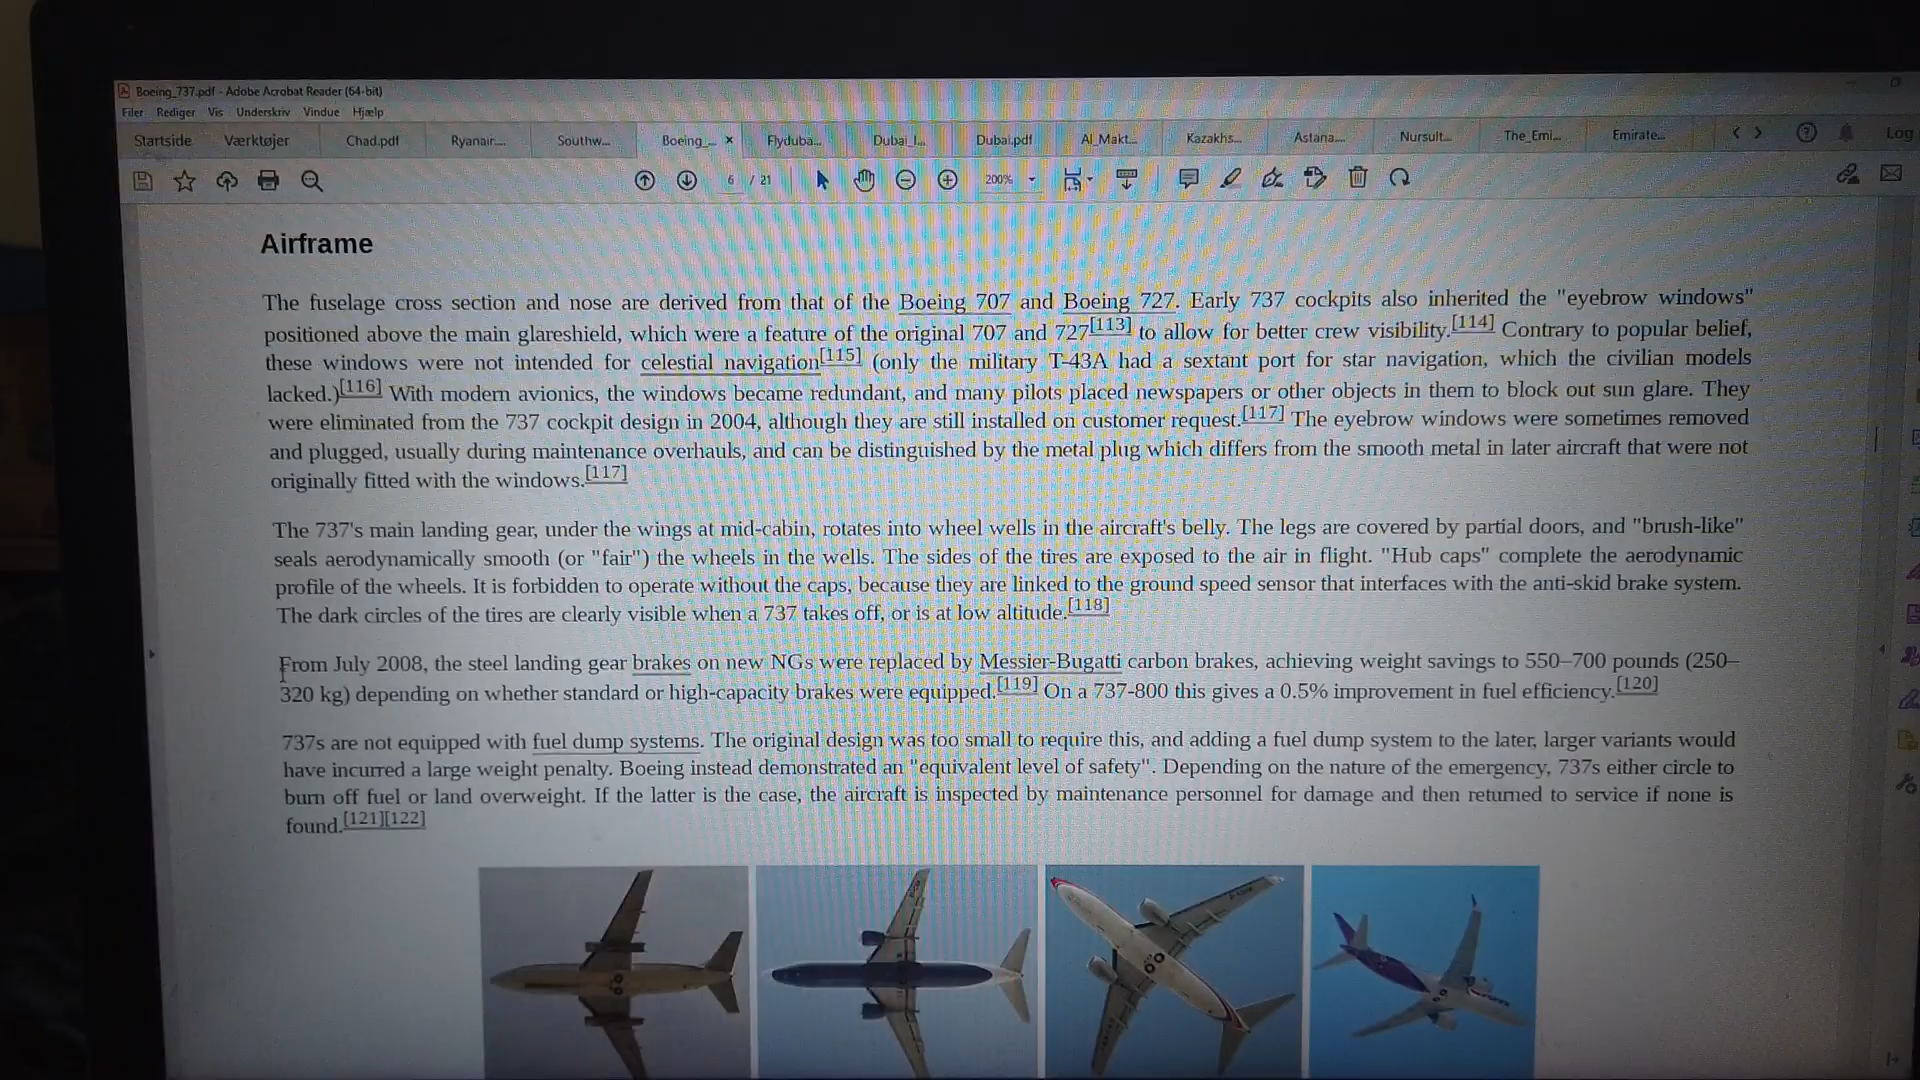 Boeing_737.pdf - Adobe Acrobat Reader (64-bit)
Filer Rediger Vis Underskriv Vindue Hjælp
Startside Værktøjer Chad.pdf Ryanair.... Southw... Boeing_... × Flyduba... Dubai_I... Dubai.pdf Al_Makt... Kazakhs... Astana.... Nursult... The_Emi... Emirate... Log
6 / 21 200%
Airframe
The fuselage cross section and nose are derived from that of the Boeing 707 and Boeing 727. Early 737 cockpits also inherited the "eyebrow windows"
positioned above the main glareshield, which were a feature of the original 707 and 727[113] to allow for better crew visibility.[114] Contrary to popular belief,
these windows were not intended for celestial navigation[115] (only the military T-43A had a sextant port for star navigation, which the civilian models
lacked.)[116] With modern avionics, the windows became redundant, and many pilots placed newspapers or other objects in them to block out sun glare. They
were eliminated from the 737 cockpit design in 2004, although they are still installed on customer request.[117] The eyebrow windows were sometimes removed
and plugged, usually during maintenance overhauls, and can be distinguished by the metal plug which differs from the smooth metal in later aircraft that were not
originally fitted with the windows.[117]
The 737's main landing gear, under the wings at mid-cabin, rotates into wheel wells in the aircraft's belly. The legs are covered by partial doors, and "brush-like"
seals aerodynamically smooth (or "fair") the wheels in the wells. The sides of the tires are exposed to the air in flight. "Hub caps" complete the aerodynamic
profile of the wheels. It is forbidden to operate without the caps, because they are linked to the ground speed sensor that interfaces with the anti-skid brake system.
The dark circles of the tires are clearly visible when a 737 takes off, or is at low altitude.[118]
From July 2008, the steel landing gear brakes on new NGs were replaced by Messier-Bugatti carbon brakes, achieving weight savings to 550–700 pounds (250–
320 kg) depending on whether standard or high-capacity brakes were equipped.[119] On a 737-800 this gives a 0.5% improvement in fuel efficiency.[120]
737s are not equipped with fuel dump systems. The original design was too small to require this, and adding a fuel dump system to the later, larger variants would
have incurred a large weight penalty. Boeing instead demonstrated an "equivalent level of safety". Depending on the nature of the emergency, 737s either circle to
burn off fuel or land overweight. If the latter is the case, the aircraft is inspected by maintenance personnel for damage and then returned to service if none is
found.[121][122]